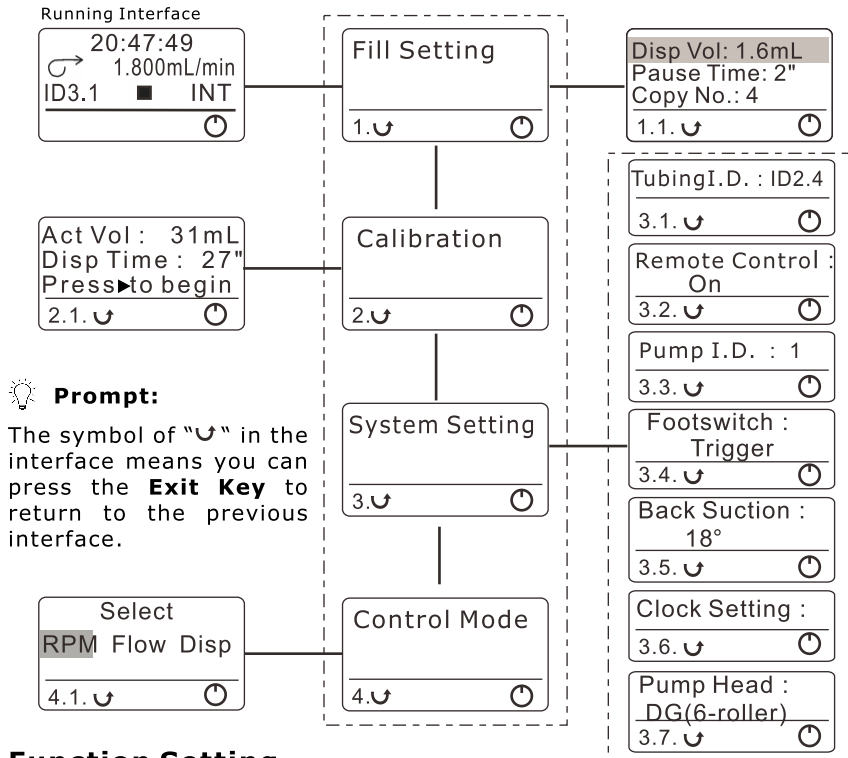 Running Interface
20:47:49
1.800mL/min
ID3.1 ■ INT
Fill Setting
1.
Disp Vol: 1.6mL
Pause Time: 2"
Copy No.: 4
1.1.
Act Vol : 31mL
Disp Time : 27"
Press▶to begin
2.1.
Calibration
2.
TubingI.D. : ID2.4
3.1.
Remote Control :
On
3.2.
Pump I.D. : 1
3.3.
Prompt:
The symbol of “↺“ in the
interface means you can
press the Exit Key to
return to the previous
interface.
System Setting
3.
Footswitch :
Trigger
3.4.
Back Suction :
18°
3.5.
Clock Setting :
3.6.
Pump Head :
DG(6-roller)
3.7.
Select
RPM Flow Disp
4.1.
Control Mode
4.
Function Setting